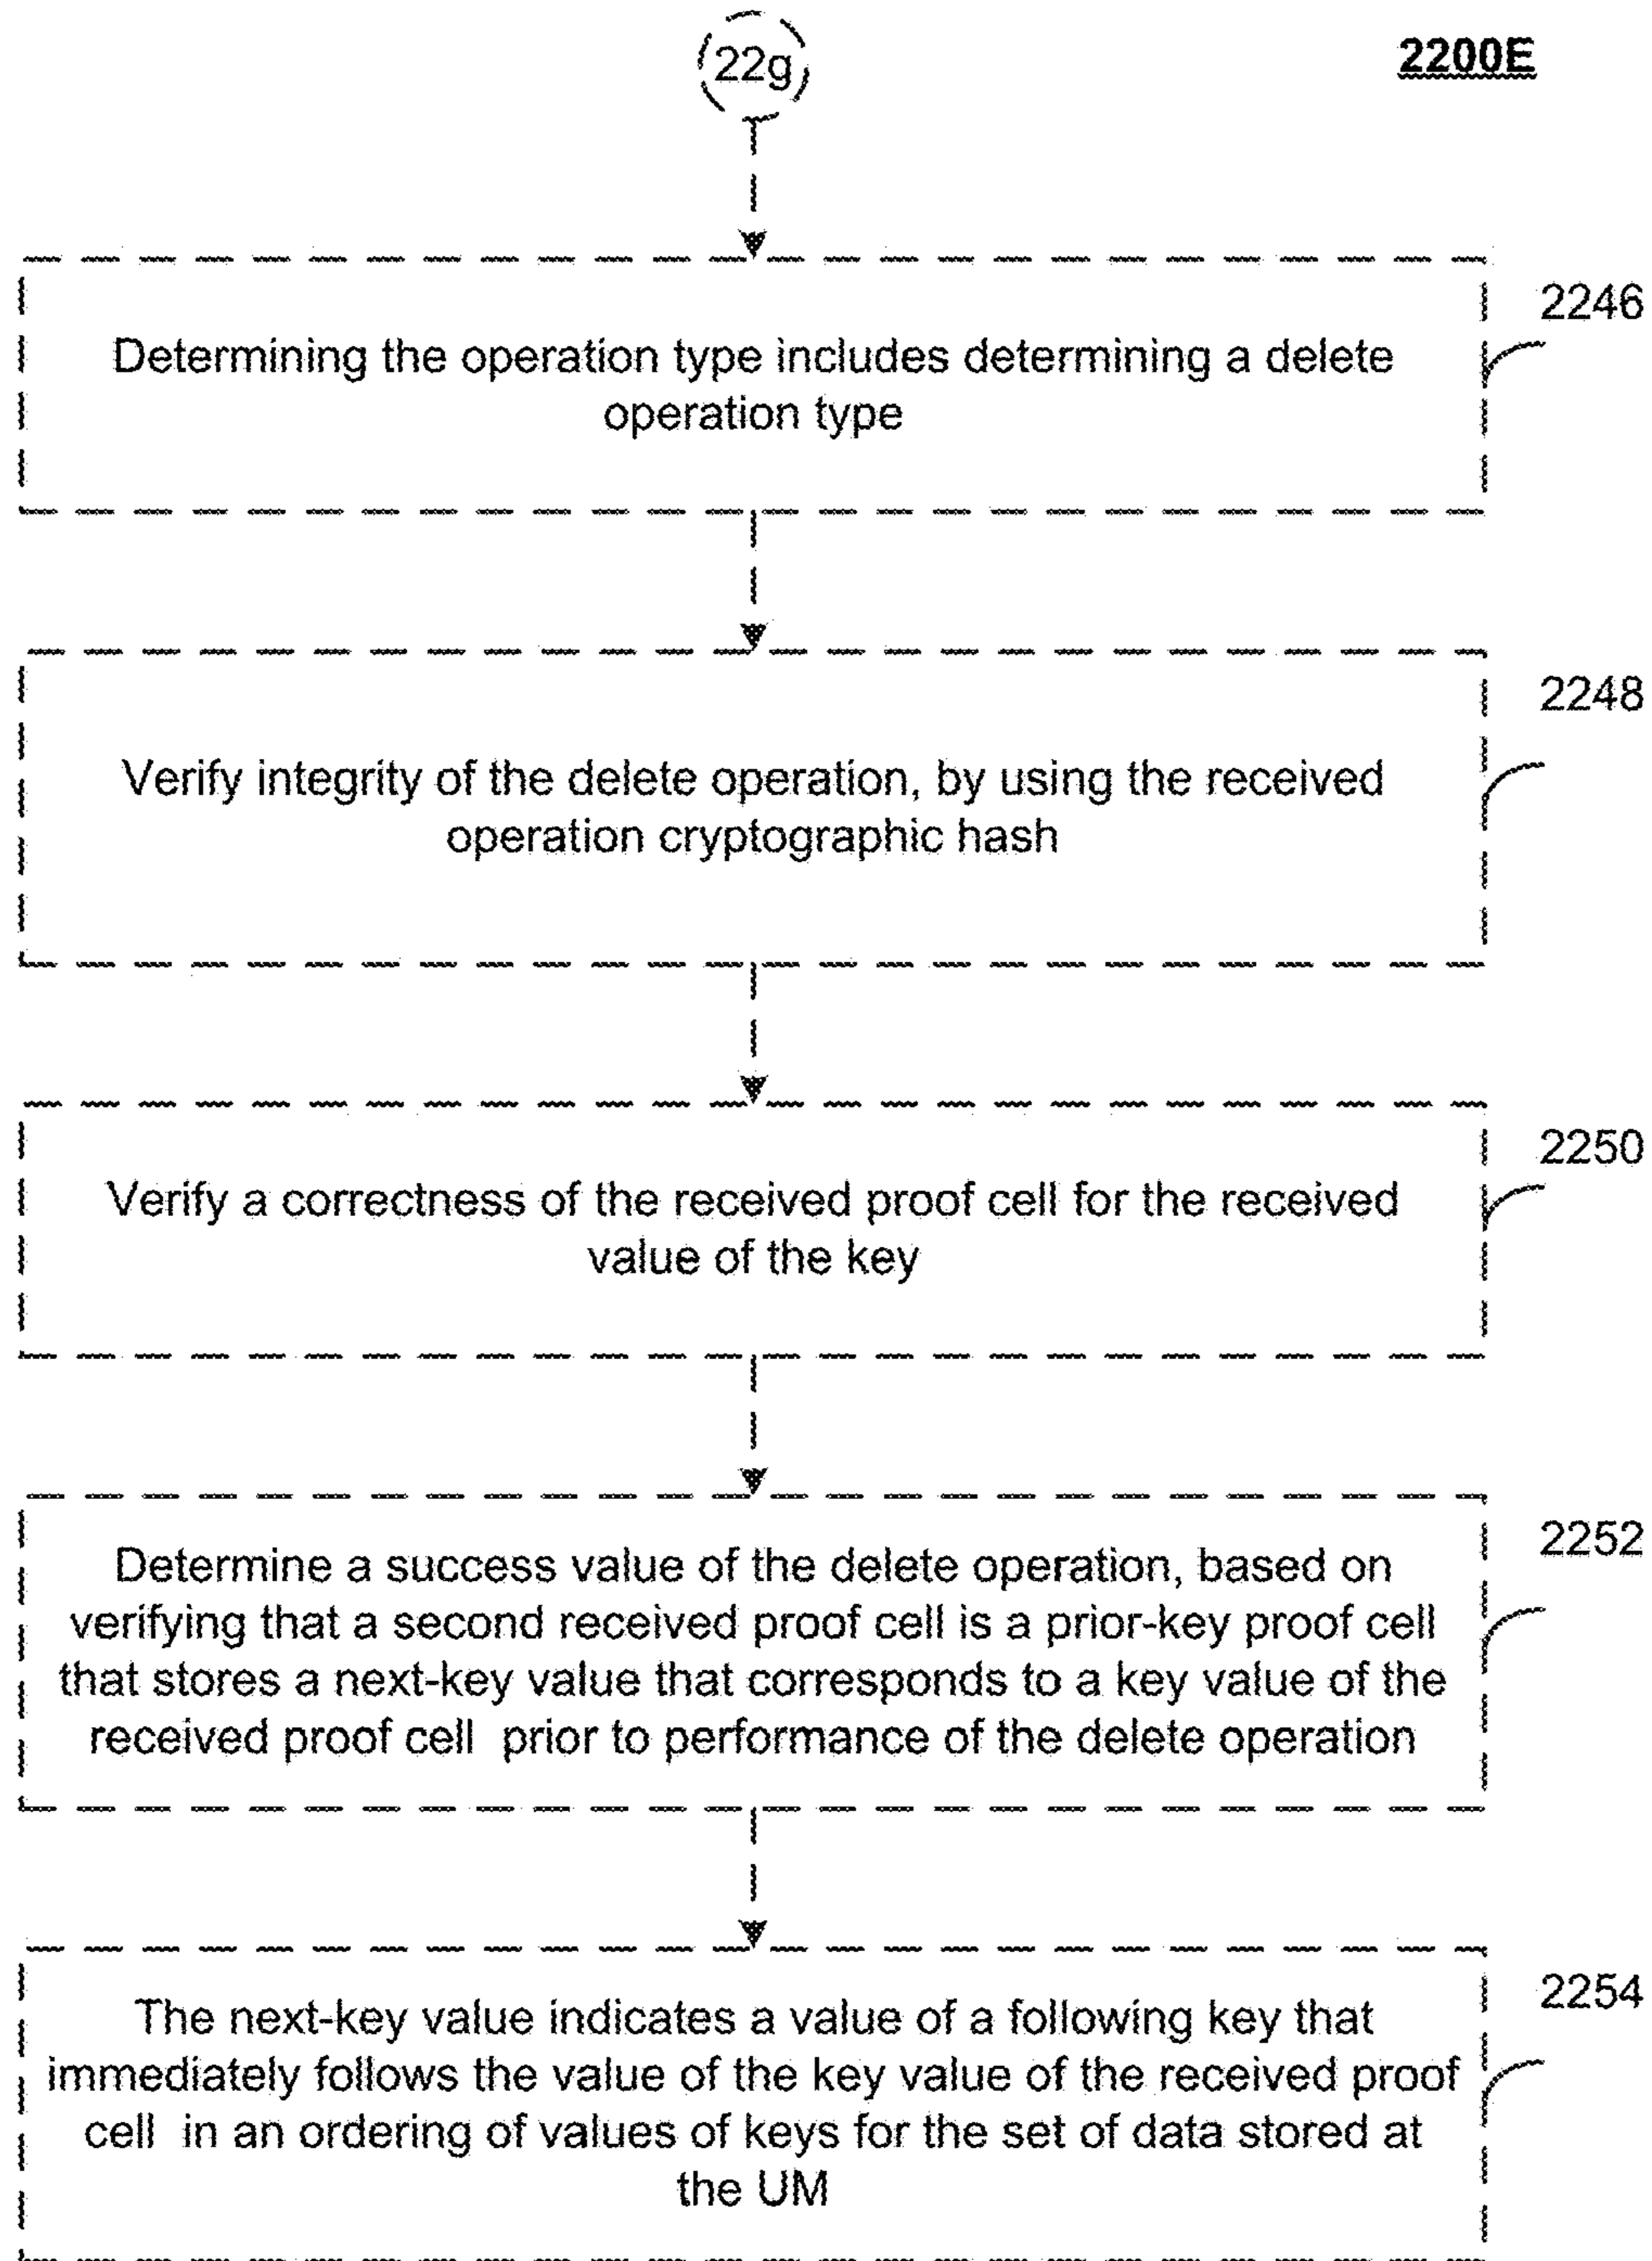 22g
2200E
Determining the operation type includes determining a delete
operation type
2246
Verify integrity of the delete operation, by using the received
operation cryptographic hash
2248
Verify a correctness of the received proof cell for the received
value of the key
2250
Determine a success value of the delete operation, based on
verifying that a second received proof cell is a prior-key proof cell
that stores a next-key value that corresponds to a key value of the
received proof cell prior to performance of the delete operation
2252
The next-key value indicates a value of a following key that
immediately follows the value of the key value of the received proof
cell in an ordering of values of keys for the set of data stored at
the UM
2254